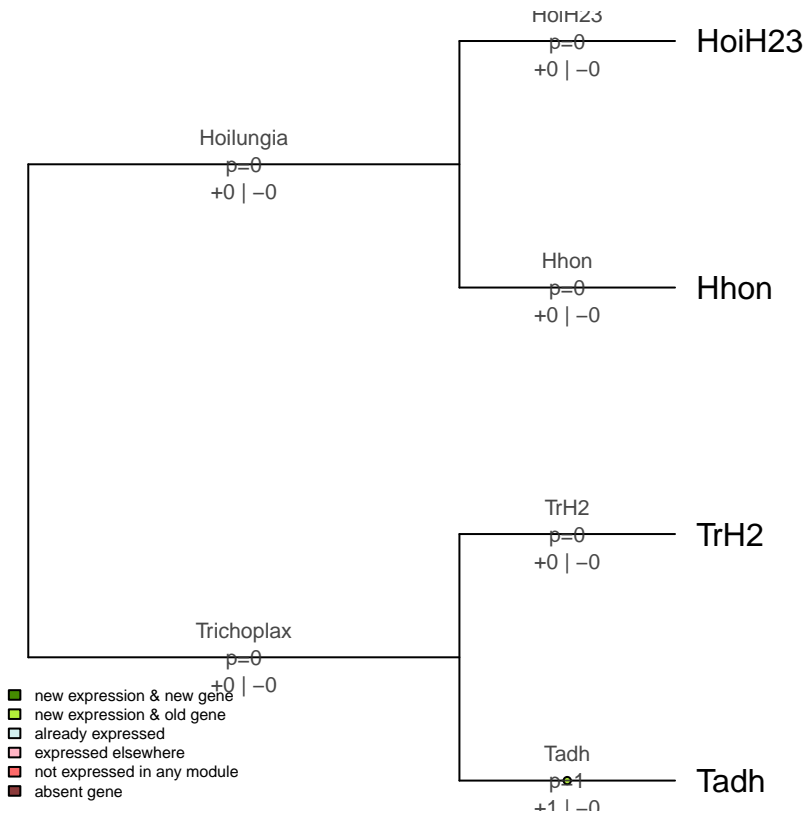 HoiH23
p=0
+0 | −0
HoiH23
Hoilungia
p=0
+0 | −0
Hhon
p=0
+0 | −0
Hhon
TrH2
p=0
+0 | −0
TrH2
Trichoplax
p=0
+0 | −0
new expression & new gene
new expression & old gene
already expressed
expressed elsewhere
not expressed in any module
absent gene
Tadh
p=1
+1 | −0
Tadh